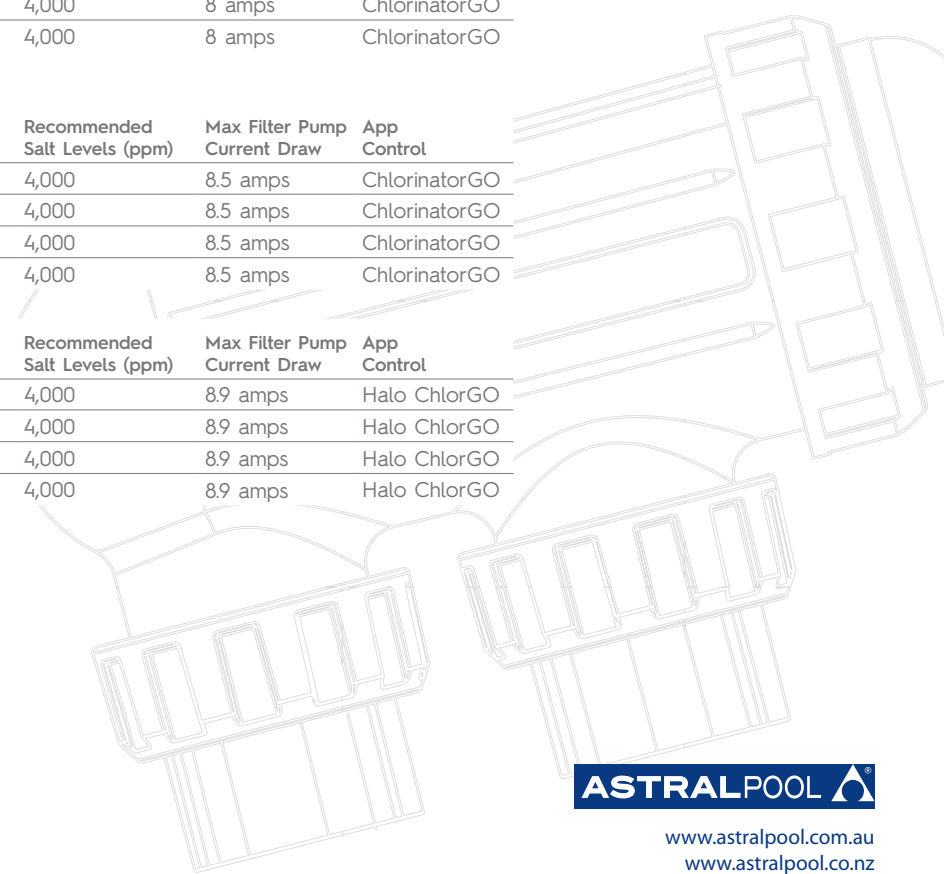 4,000 8 amps ChlorinatorGO
4,000 8 amps ChlorinatorGO
Recommended Max Filter Pump App
Salt Levels (ppm) Current Draw Control
4,000 8.5 amps ChlorinatorGO
4,000 8.5 amps ChlorinatorGO
4,000 8.5 amps ChlorinatorGO
4,000 8.5 amps ChlorinatorGO
Recommended Max Filter Pump App
Salt Levels (ppm) Current Draw Control
4,000 8.9 amps Halo ChlorGO
4,000 8.9 amps Halo ChlorGO
4,000 8.9 amps Halo ChlorGO
4,000 8.9 amps Halo ChlorGO
ASTRALPOOL ®
www.astralpool.com.au
www.astralpool.co.nz